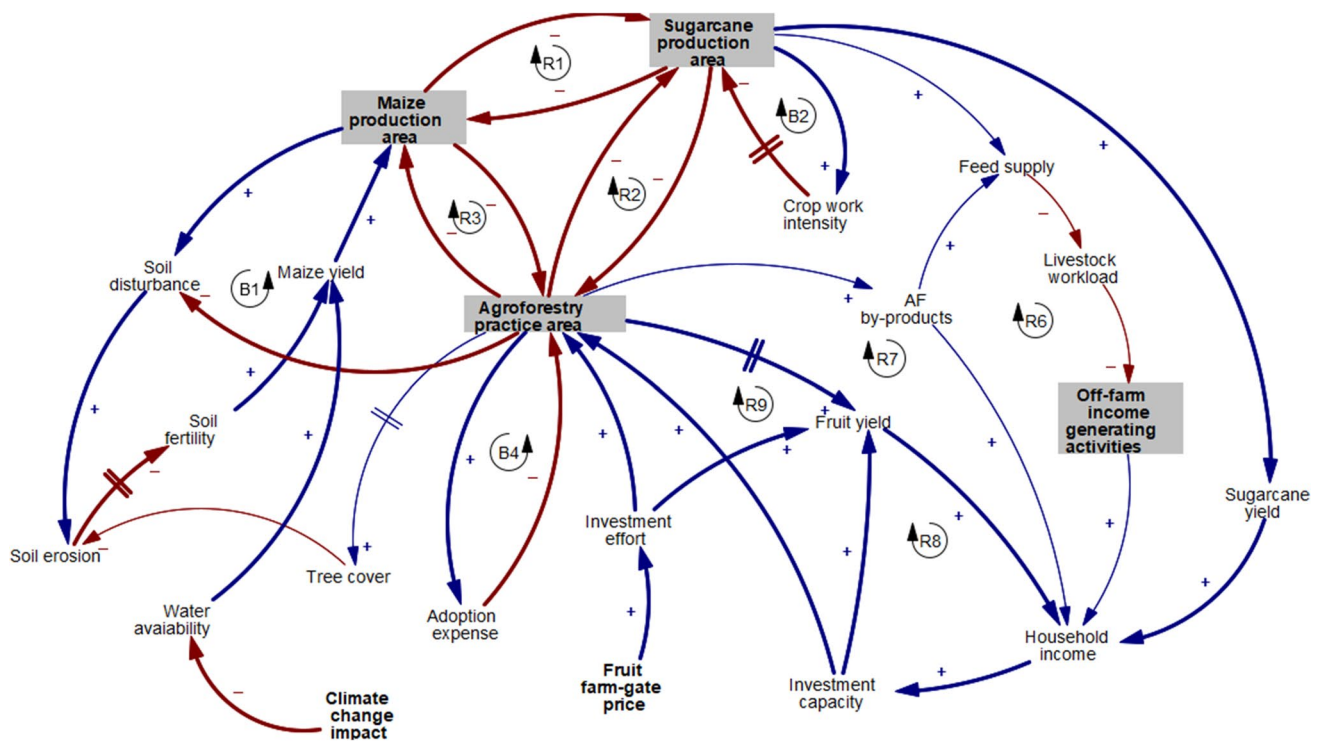 Sugarcane
production
area
R1
Maize
production
area
B2
Feed supply
Crop work
intensity
R2
R3
Livestock
workload
Soil
disturbance
B1
Maize yield
Agroforestry
practice area
AF
by-products
R6
R7
R9
Off-farm
income
generating
activities
Soil
fertility
Fruit yield
B4
Sugarcane
yield
Investment
effort
R8
Soil erosion
Tree cover
Water
avaiability
Adoption
expense
Household
income
Fruit
farm-gate
price
Investment
capacity
Climate
change
impact